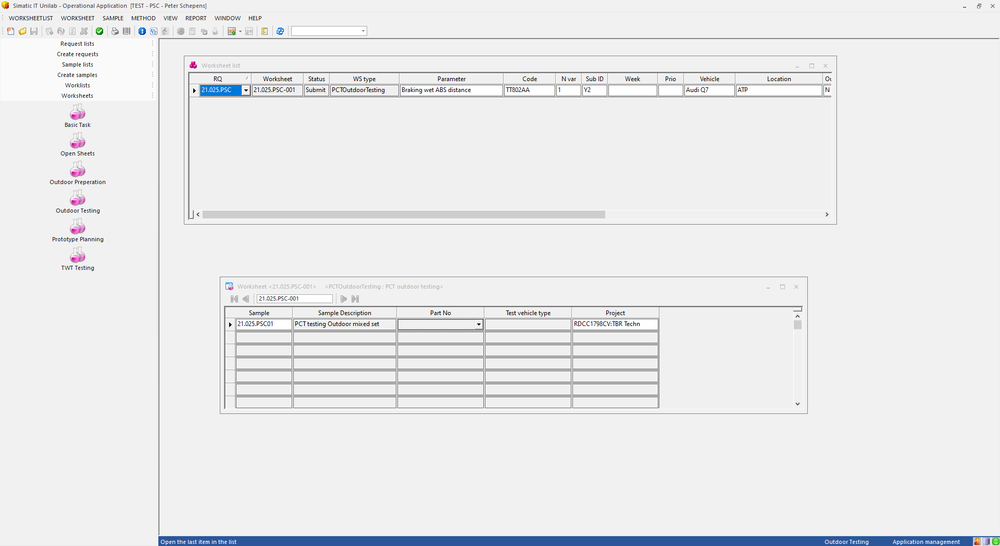 Simatic IT Unilab - Operational Application [TEST - PSC - Peter Schepens]
WORKSHEETLIST WORKSHEET SAMPLE METHOD VIEW REPORT WINDOW HELP
Request lists
Create requests
Sample lists
Create samples
Worklists
Worksheets
Basic Task
Open Sheets
Outdoor Preperation
Outdoor Testing
Prototype Planning
TWT Testing
Worksheet list
RQ Worksheet Status WS type Parameter Code N var Sub ID Week Prio Vehicle Location Ou
21.025.PSC 21.025.PSC-001 Submit PCTOutdoorTesting Braking wet ABS distance TT802AA 1 Y2 Audi Q7 ATP N
Worksheet <21.025.PSC-001> <PCTOutdoorTesting : PCT outdoor testing>
21.025.PSC-001
Sample Sample Description Part No Test vehicle type Project
21.025.PSC01 PCT testing Outdoor mixed set RDCC1798CV:TBR Techn
Open the last item in the list Outdoor Testing Application management